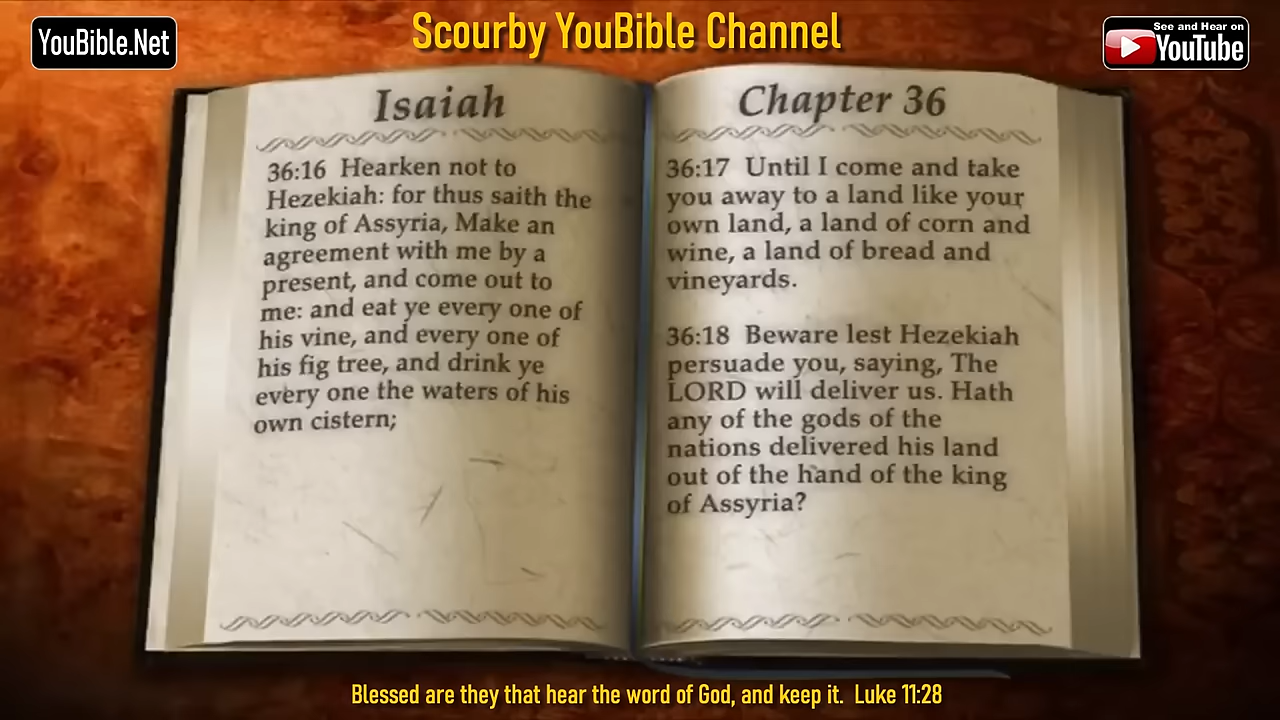 YouBible.Net
Scourby YouBible Channel
See and Hear on
YouTube
Isaiah
36:16 Hearken not to
Hezekiah: for thus saith the
king of Assyria, Make an
agreement with me by a
present, and come out to
me: and eat ye every one of
his vine, and every one of
his fig tree, and drink ye
every one the waters of his
own cistern;
Chapter 36
36:17 Until I come and take
you away to a land like your
own land, a land of corn and
wine, a land of bread and
vineyards.
36:18 Beware lest Hezekiah
persuade you, saying, The
LORD will deliver us. Hath
any of the gods of the
nations delivered his land
out of the hand of the king
of Assyria?
Blessed are they that hear the word of God, and keep it. Luke 11:28